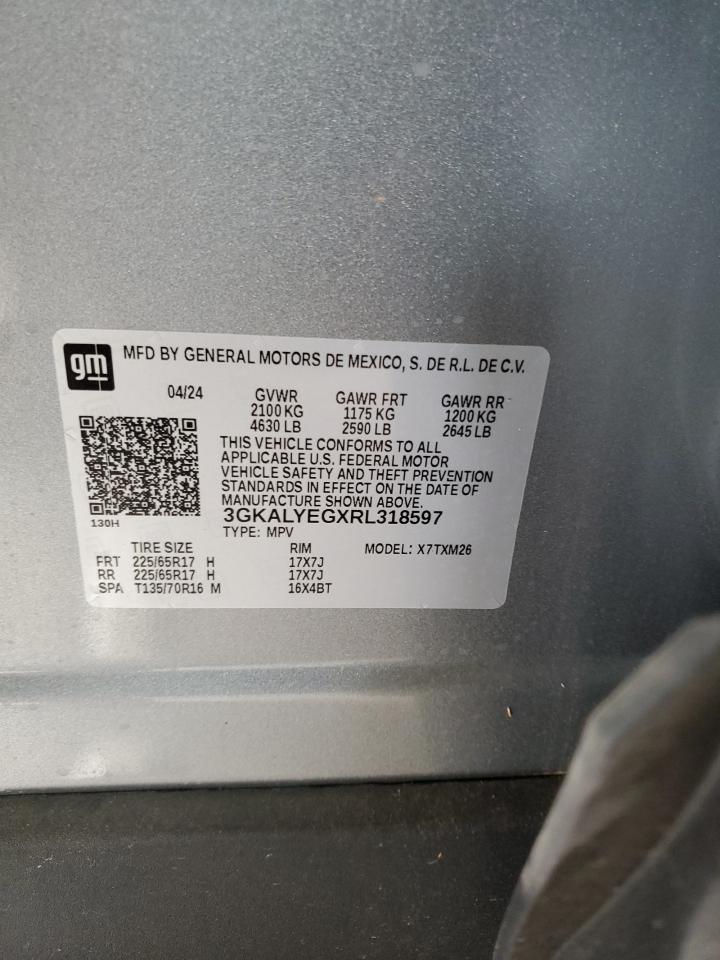 gm
MFD BY GENERAL MOTORS DE MEXICO, S. DE R.L. DE C.V.
04/24 GVWR GAWR FRT GAWR RR
2100 KG 1175 KG 1200 KG
4630 LB 2590 LB 2645 LB
THIS VEHICLE CONFORMS TO ALL
APPLICABLE U.S. FEDERAL MOTOR
VEHICLE SAFETY AND THEFT PREVENTION
STANDARDS IN EFFECT ON THE DATE OF
MANUFACTURE SHOWN ABOVE.
130H 3GKALYEGXRL318597
TYPE: MPV
TIRE SIZE RIM MODEL: X7TXM26
FRT 225/65R17 H 17X7J
RR 225/65R17 H 17X7J
SPA T135/70R16 M 16X4BT